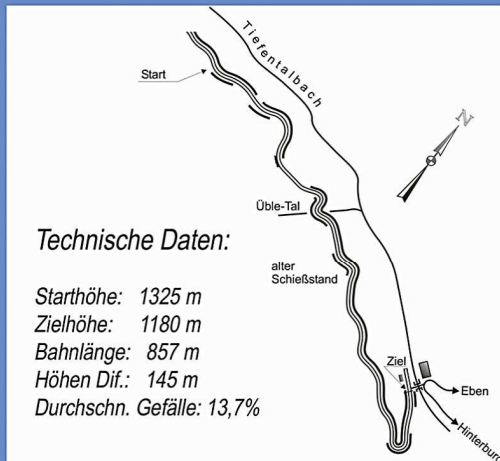 Tiefentalbach
Start
N
Üble-Tal
alter
Schießstand
Technische Daten:
Starthöhe: 1325 m
Zielhöhe: 1180 m
Bahnlänge: 857 m
Höhen Dif.: 145 m
Durchschn. Gefälle: 13,7%
Ziel
Eben